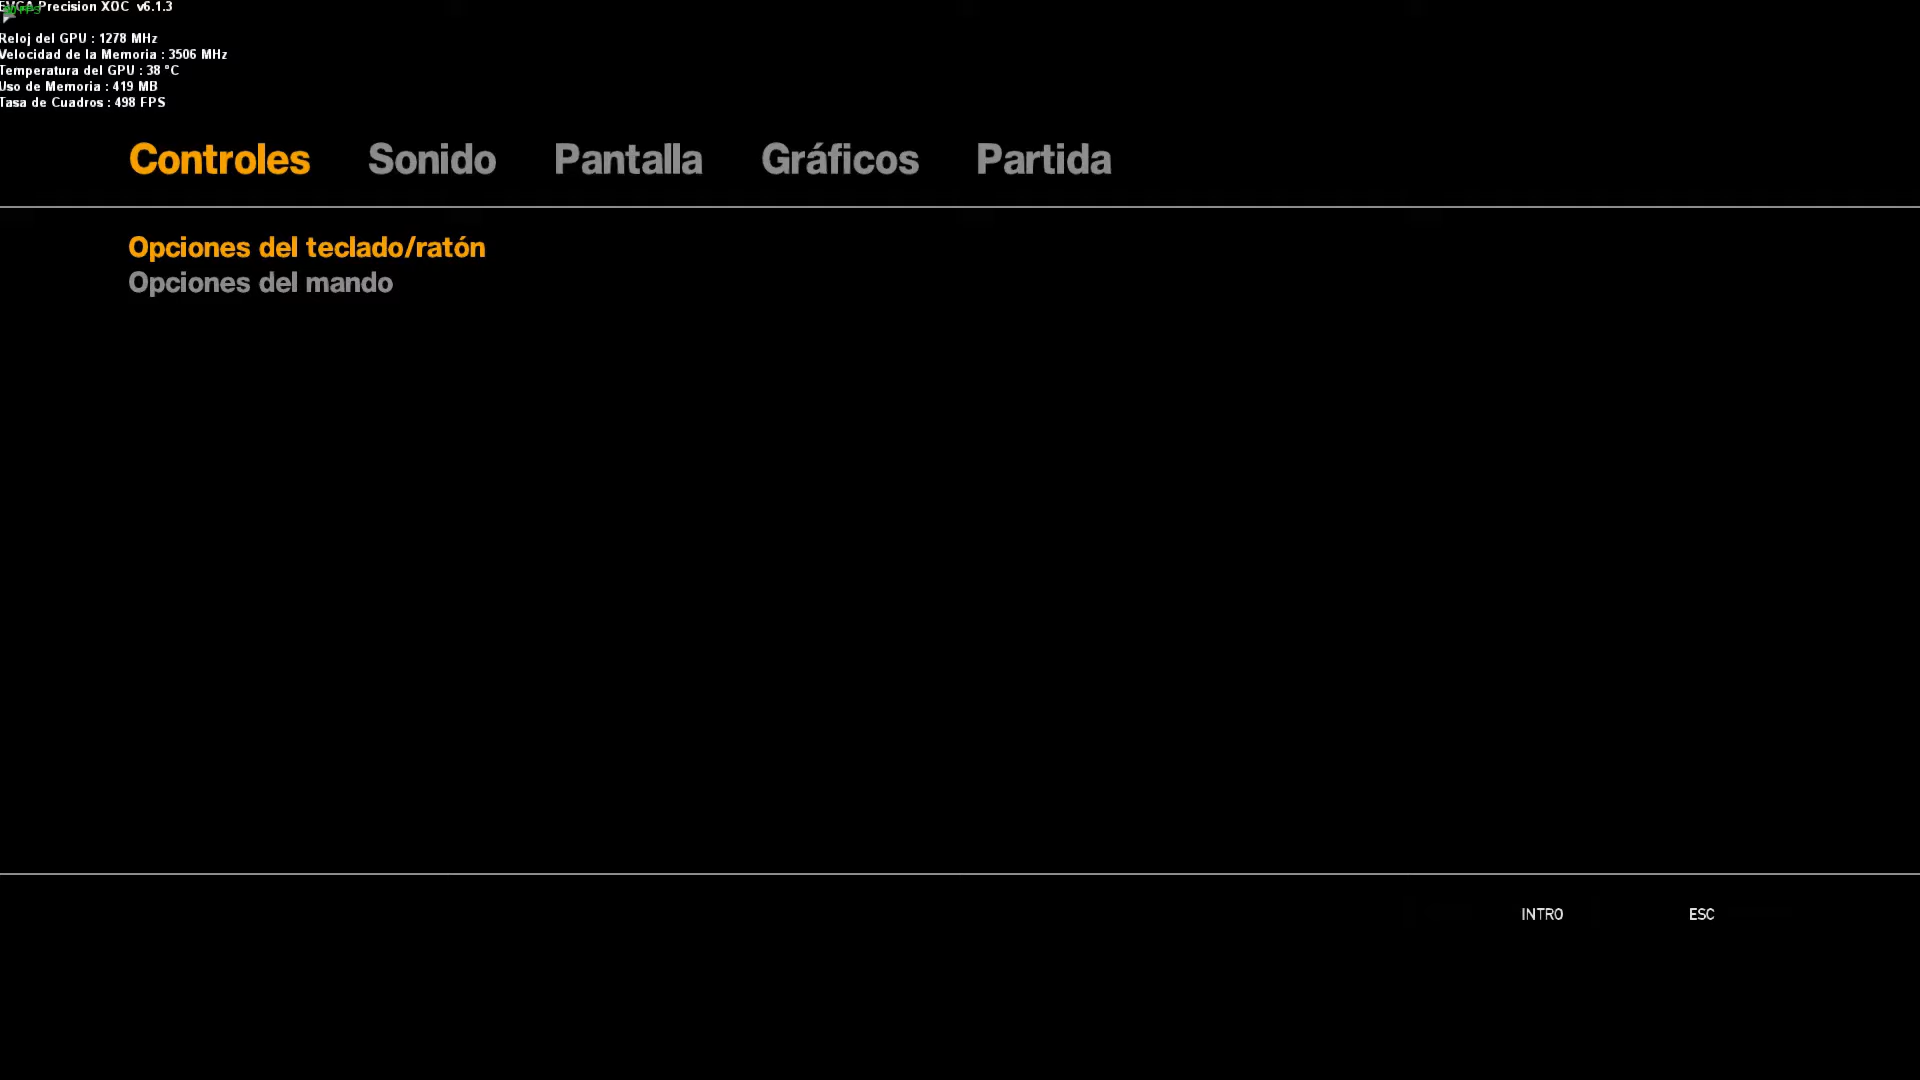 EVGA Precision XOC v6.1.3
Reloj del GPU : 1278 MHz
Velocidad de la Memoria : 3506 MHz
Temperatura del GPU : 38 °C
Uso de Memoria : 419 MB
Tasa de Cuadros : 498 FPS
Controles Sonido Pantalla Gráficos Partida
Opciones del teclado/ratón
Opciones del mando
INTRO ESC